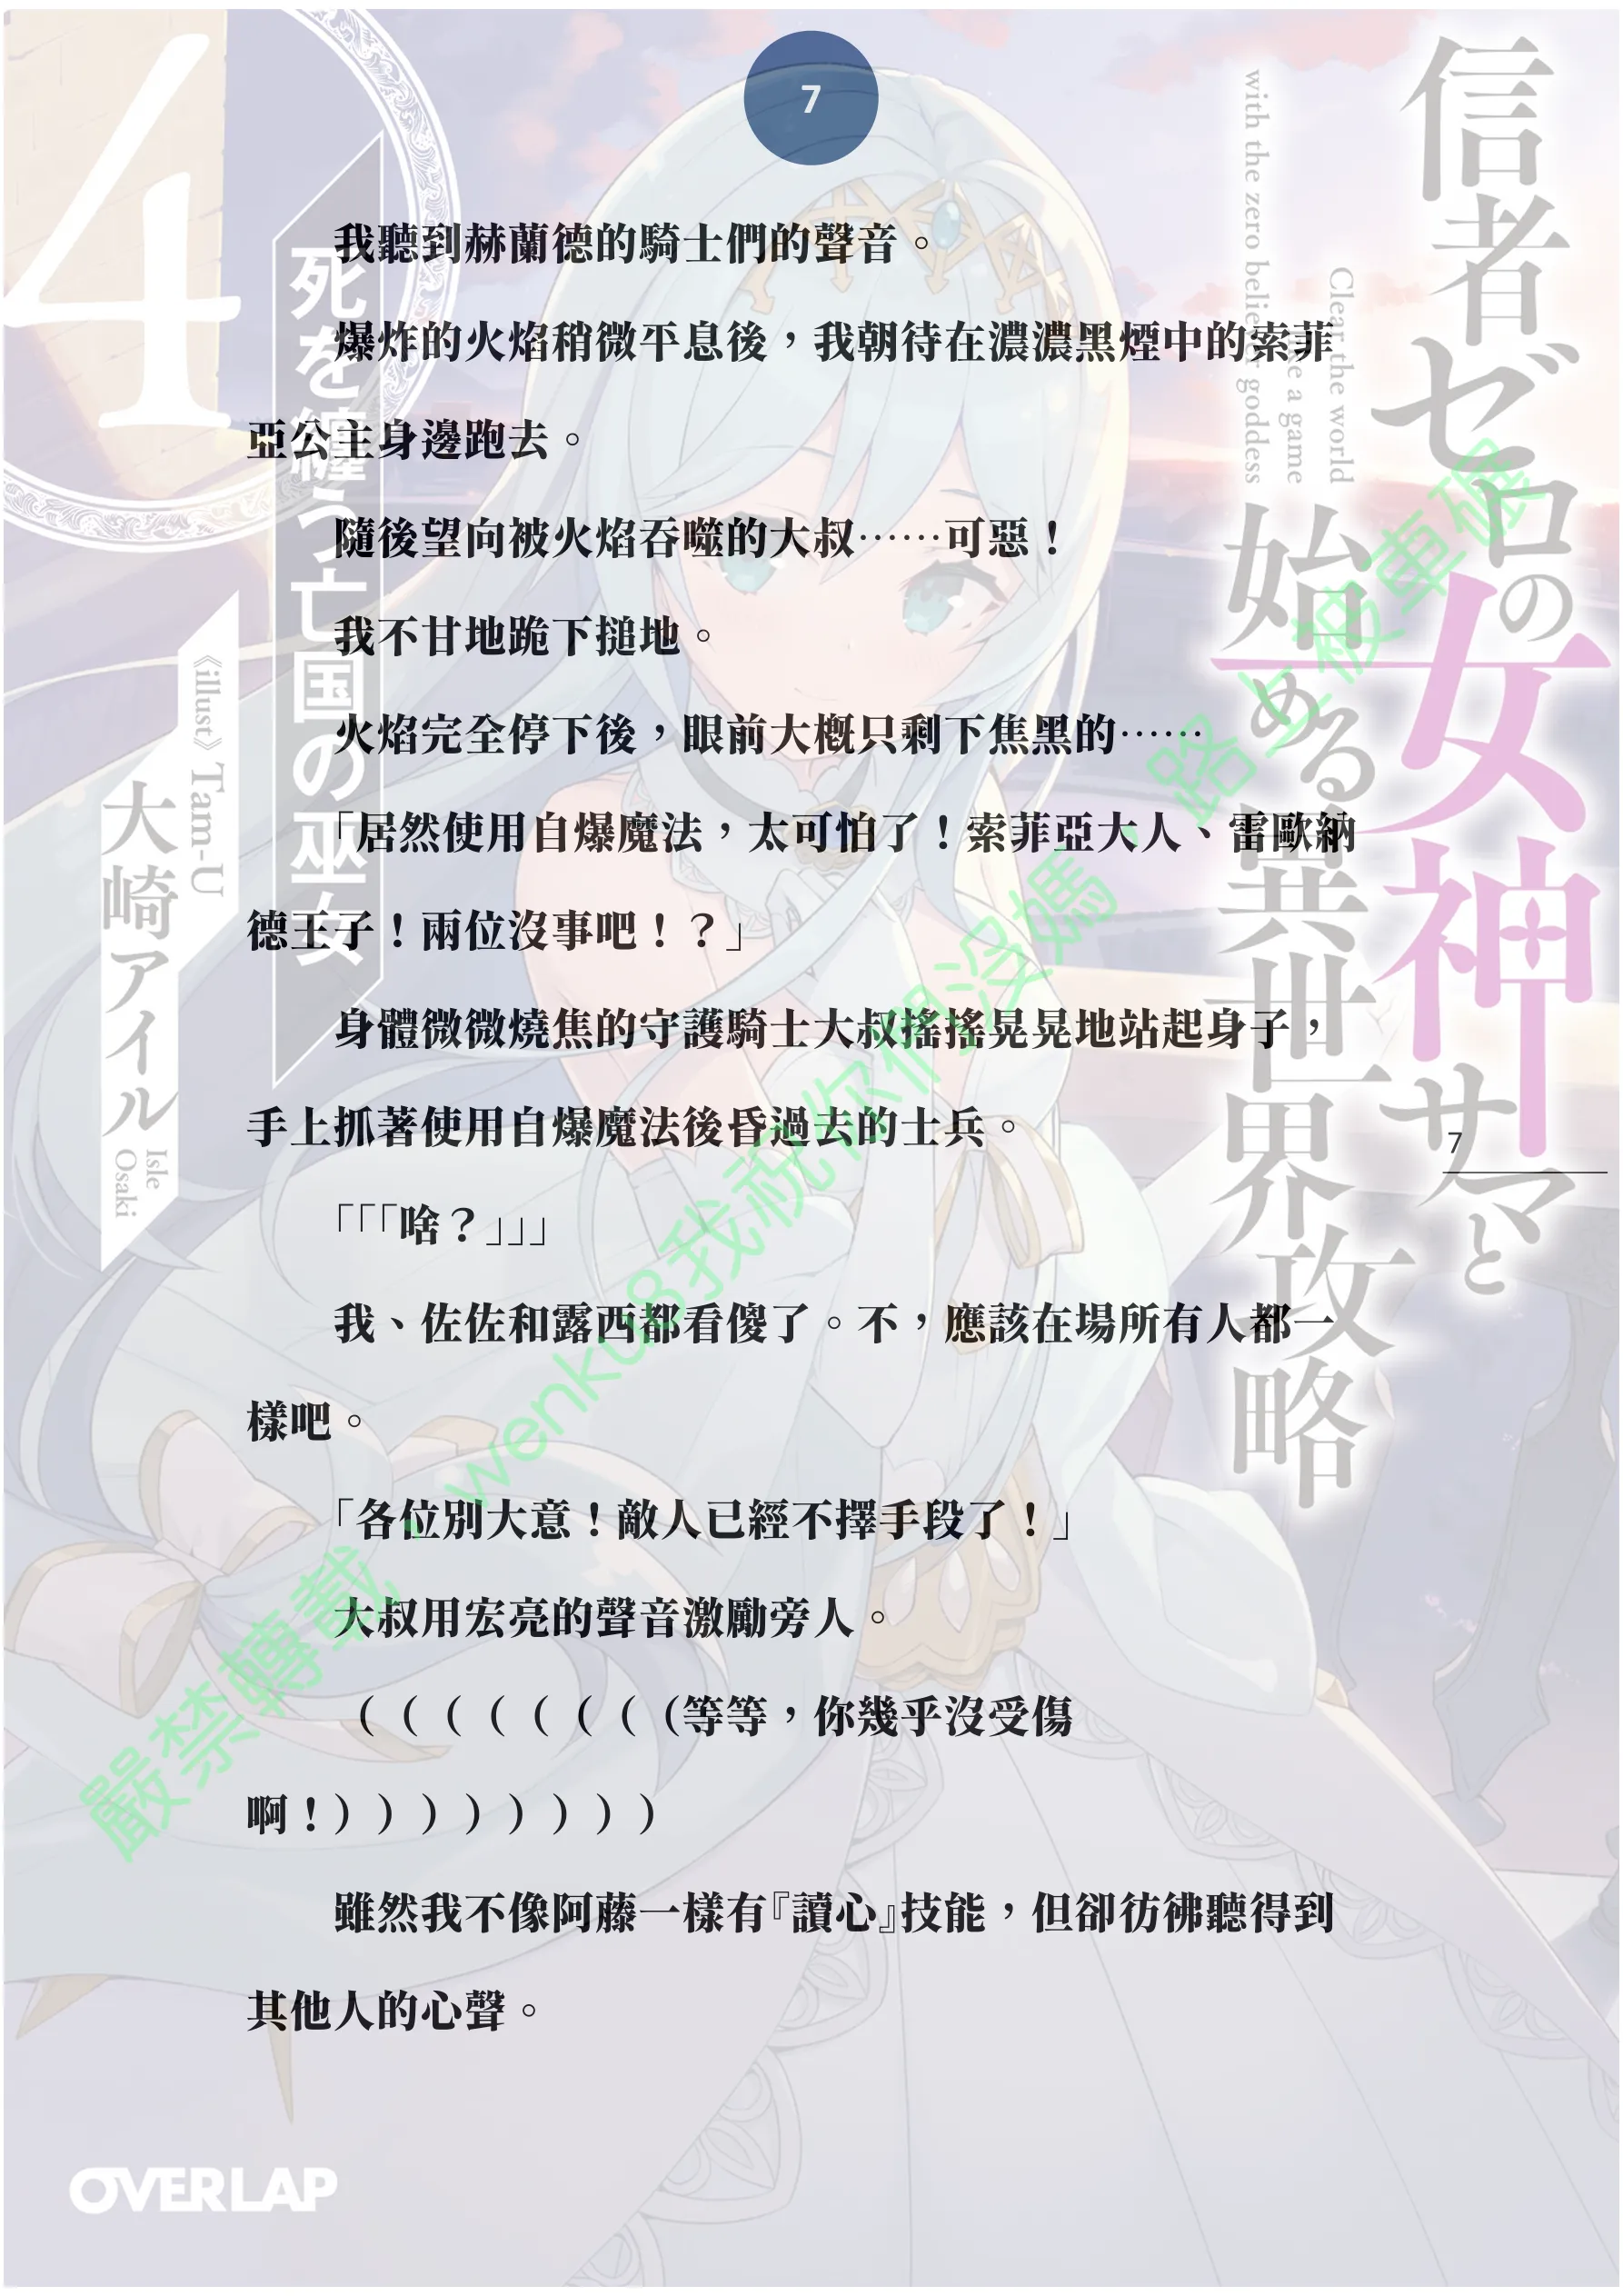 7
我聽到赫蘭德的騎士們的聲音。
爆炸的火焰稍微平息後，我朝待在濃濃黑煙中的索菲
亞公主身邊跑去。
隨後望向被火焰吞噬的大叔……可惡！
我不甘地跪下搥地。
火焰完全停下後，眼前大概只剩下焦黑的……
「居然使用自爆魔法，太可怕了！索菲亞大人、雷歐納
德王子！兩位沒事吧！？」
身體微微燒焦的守護騎士大叔搖搖晃晃地站起身子，
手上抓著使用自爆魔法後昏過去的士兵。
「「「啥？」」」
我、佐佐和露西都看傻了。不，應該在場所有人都一
樣吧。
「各位別大意！敵人已經不擇手段了！」
大叔用宏亮的聲音激勵旁人。
（（（（（（（（等等，你幾乎沒受傷
啊！））））））））
雖然我不像阿藤一樣有『讀心』技能，但卻彷彿聽得到
其他人的心聲。
7
信者ゼロの女神サマと
始める異世界攻略
Clear the world
like a game
with the zero believer goddess
4
死を纏う亡国の巫女
《illust》Tam-U
大崎アイル
Isle
Osaki
OVERLAP
嚴禁轉載，wenku8我祝你們沒媽，路上被車碾